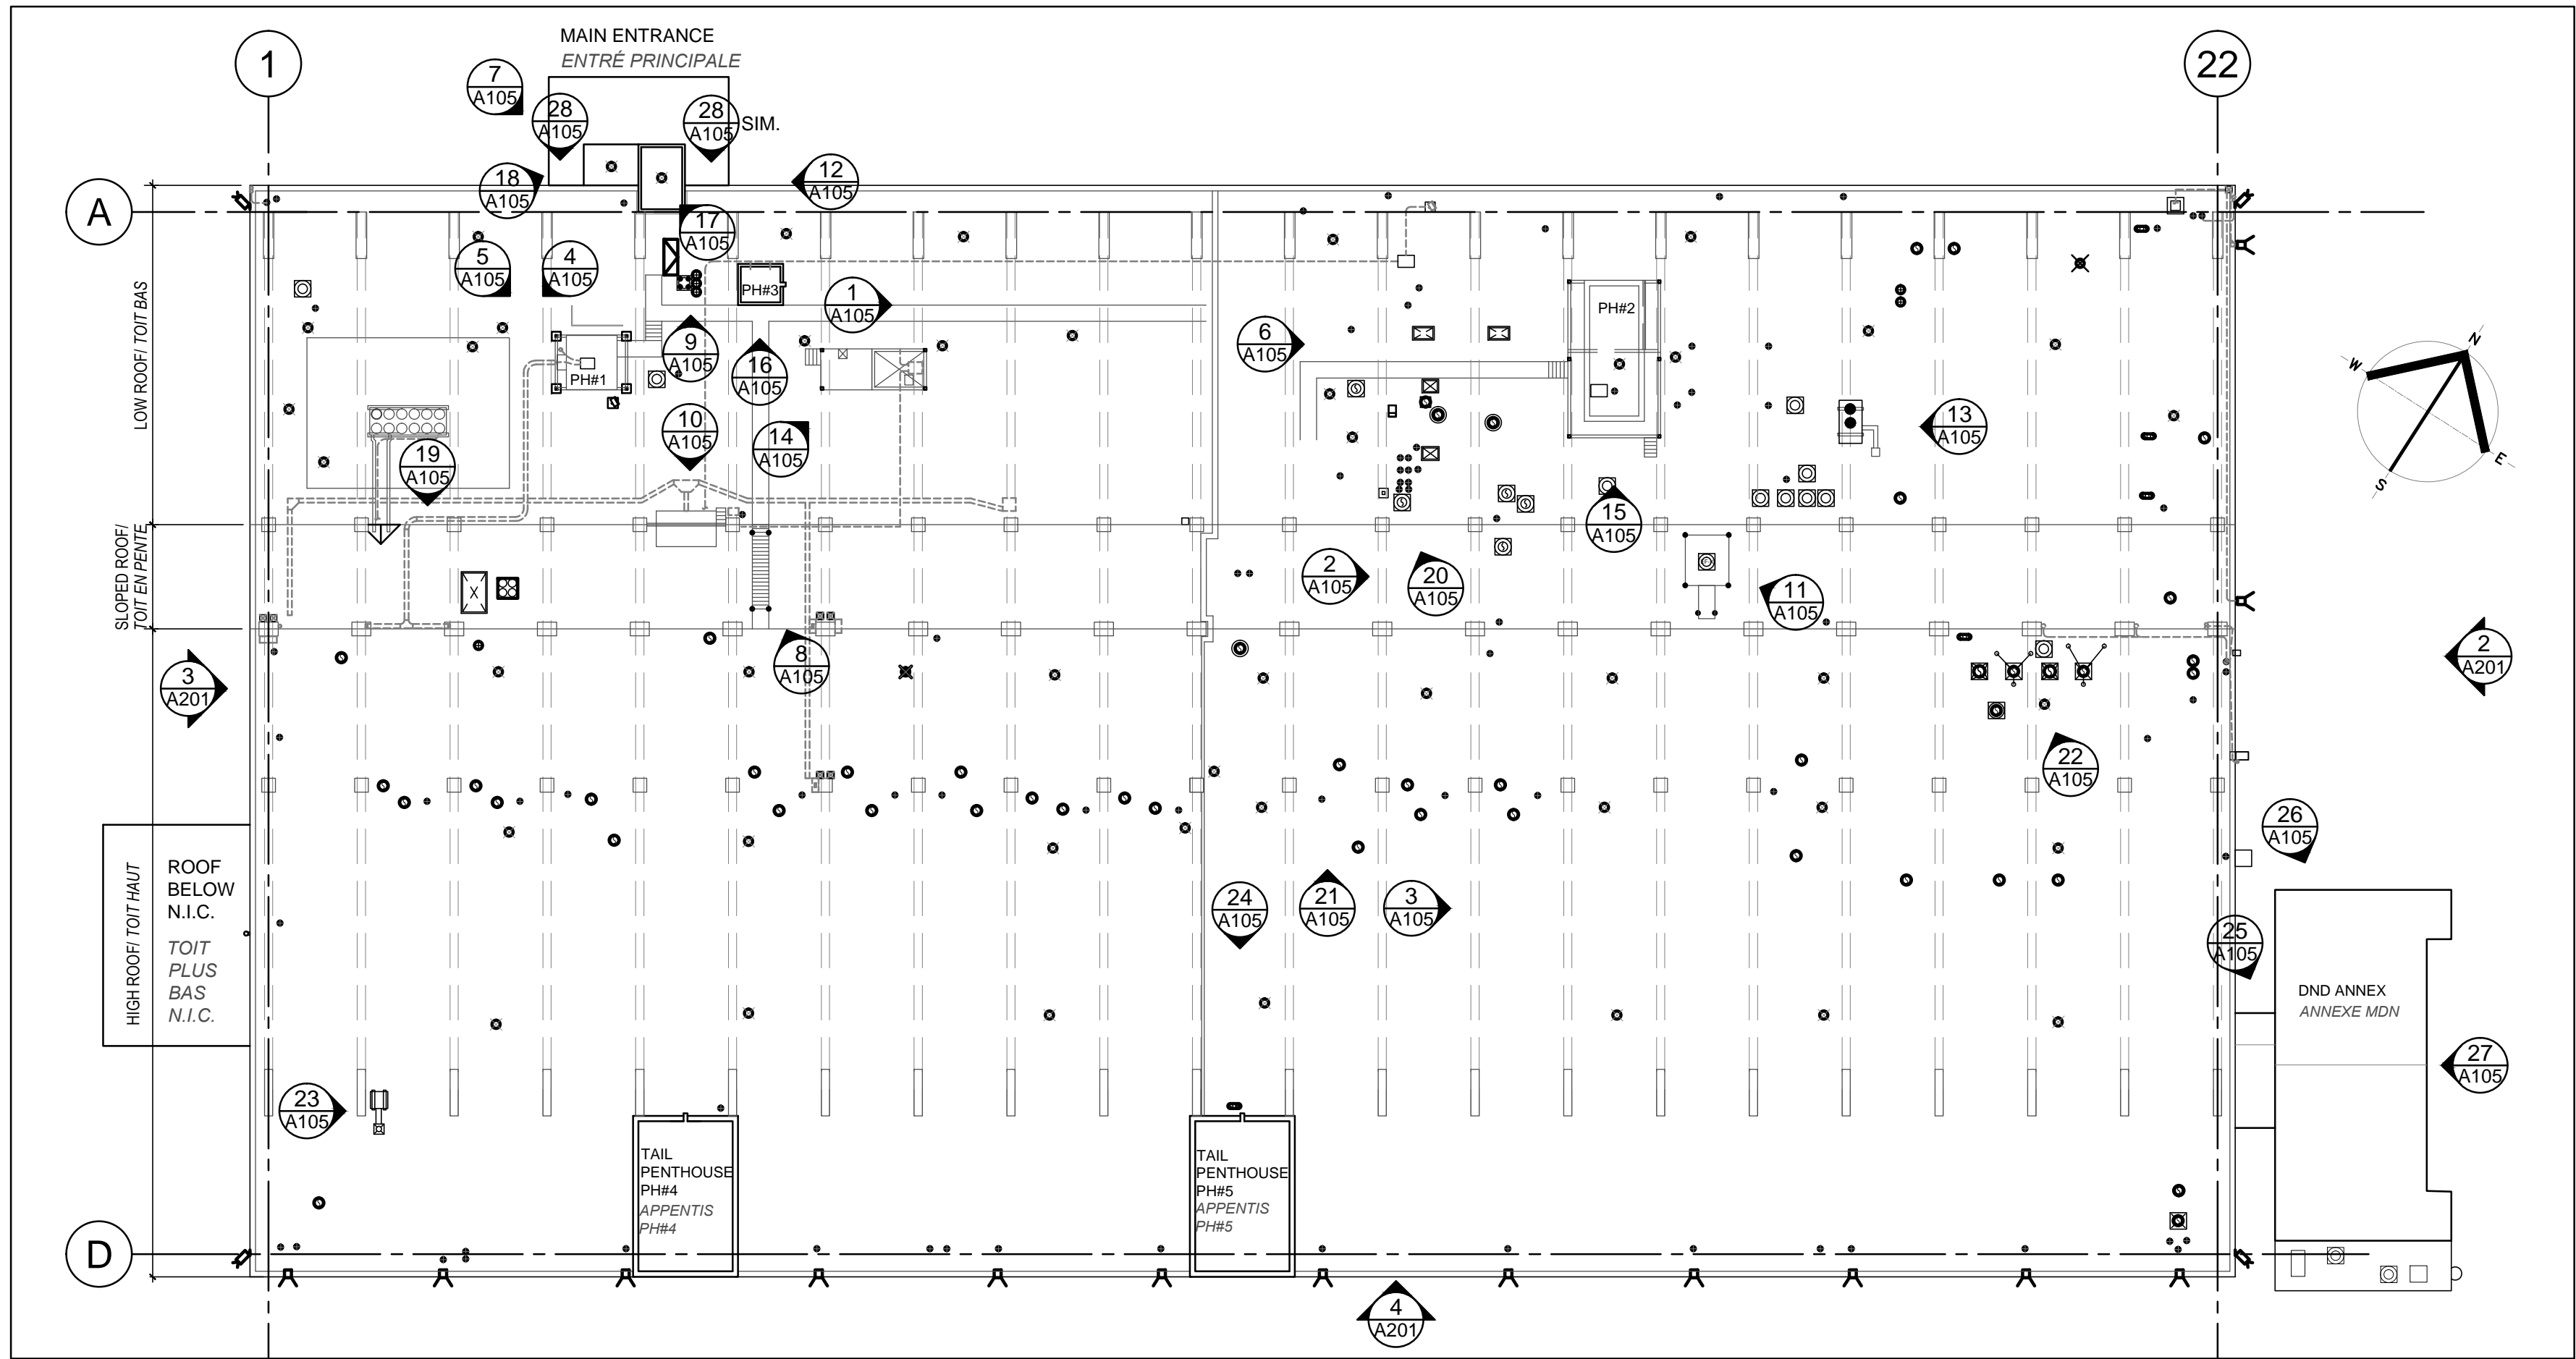 MAIN ENTRANCE
ENTRÉ PRINCIPALE
1
22
7
A105
28
A105
28
A105
SIM.
18
A105
12
A105
A
17
A105
5
A105
4
A105
PH#3
1
A105
LOW ROOF/ TOIT BAS
9
A105
16
A105
PH#1
6
A105
PH#2
N
W
E
S
10
A105
14
A105
13
A105
19
A105
15
A105
SLOPED ROOF/
TOIT EN PENTE
X
2
A105
20
A105
11
A105
3
A201
8
A105
2
A201
22
A105
26
A105
HIGH ROOF/ TOIT HAUT
ROOF
BELOW
N.I.C.
TOIT
PLUS
BAS
N.I.C.
24
A105
21
A105
3
A105
25
A105
DND ANNEX
ANNEXE MDN
27
A105
23
A105
TAIL
PENTHOUSE
PH#4
APPENTIS
PH#4
TAIL
PENTHOUSE
PH#5
APPENTIS
PH#5
D
4
A201